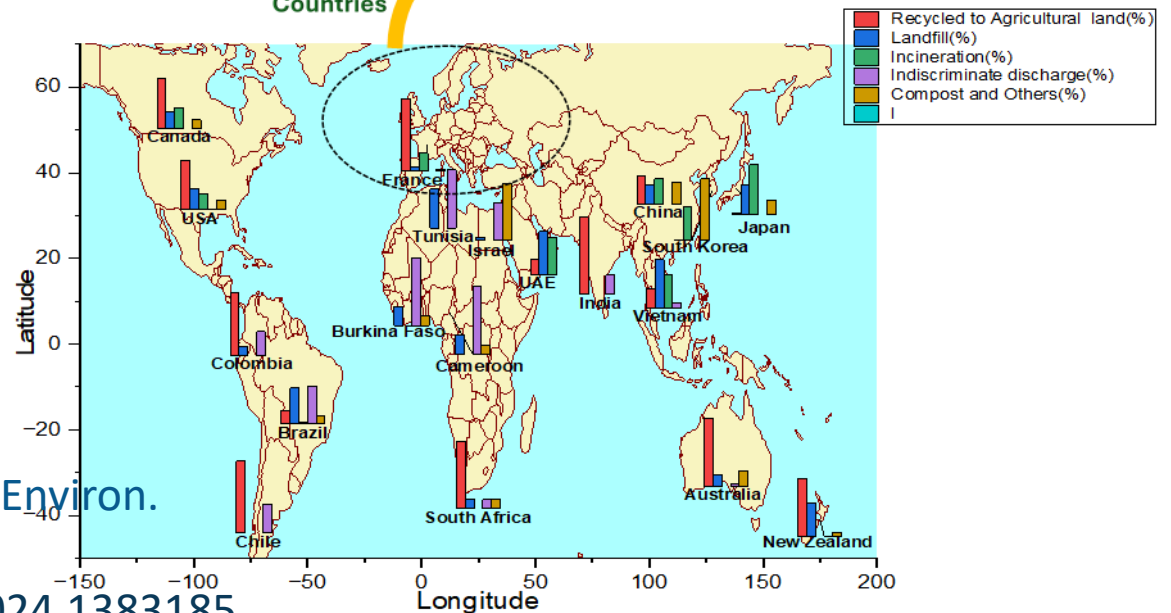 Countries
Recycled to Agricultural land(%)
Landfill(%)
Incineration(%)
Indiscriminate discharge(%)
Compost and Others(%)
I
60
40
20
0
−20
−40
Latitude
Canada
USA
France
Tunisia
Israel
UAE
India
China
South Korea
Japan
Vietnam
Burkina Faso
Cameroon
Colombia
Brazil
Chile
South Africa
Australia
New Zealand
Environ.
−150
−100
−50
0
50
100
150
200
Longitude
024.1383185